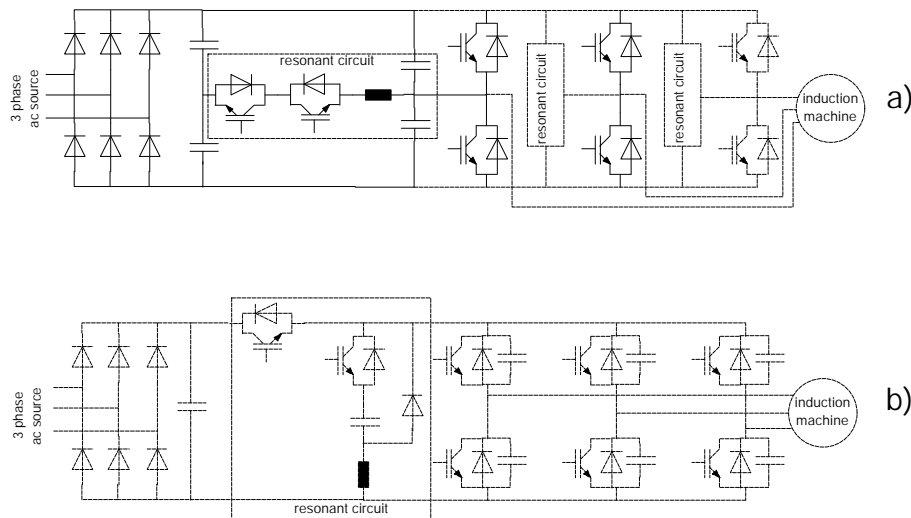 resonant circuit
3 phase
ac source
resonant circuit
resonant circuit
induction
machine
a)
3 phase
ac source
induction
machine
b)
resonant circuit